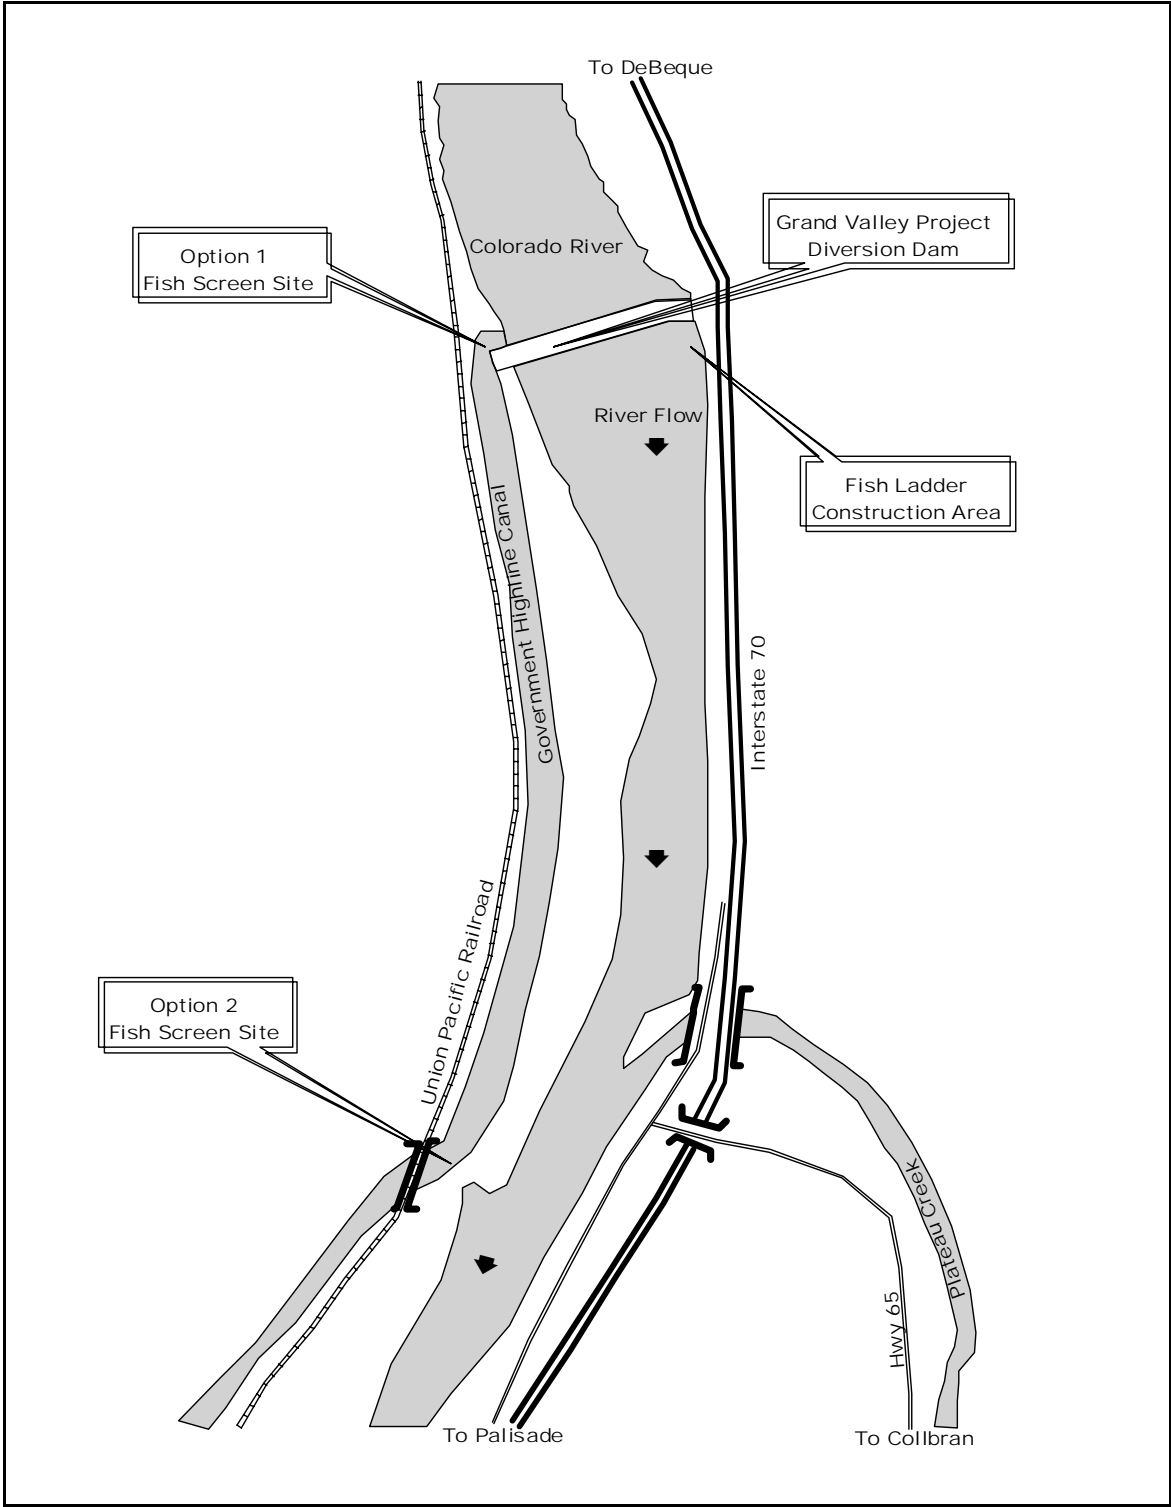 To DeBeque
Grand Valley Project
Diversion Dam
Colorado River
Option 1
Fish Screen Site
River Flow
Fish Ladder
Construction Area
Government Highline Canal
Interstate 70
Union Pacific Railroad
Option 2
Fish Screen Site
Plateau Creek
Hwy 65
To Palisade
To Collbran